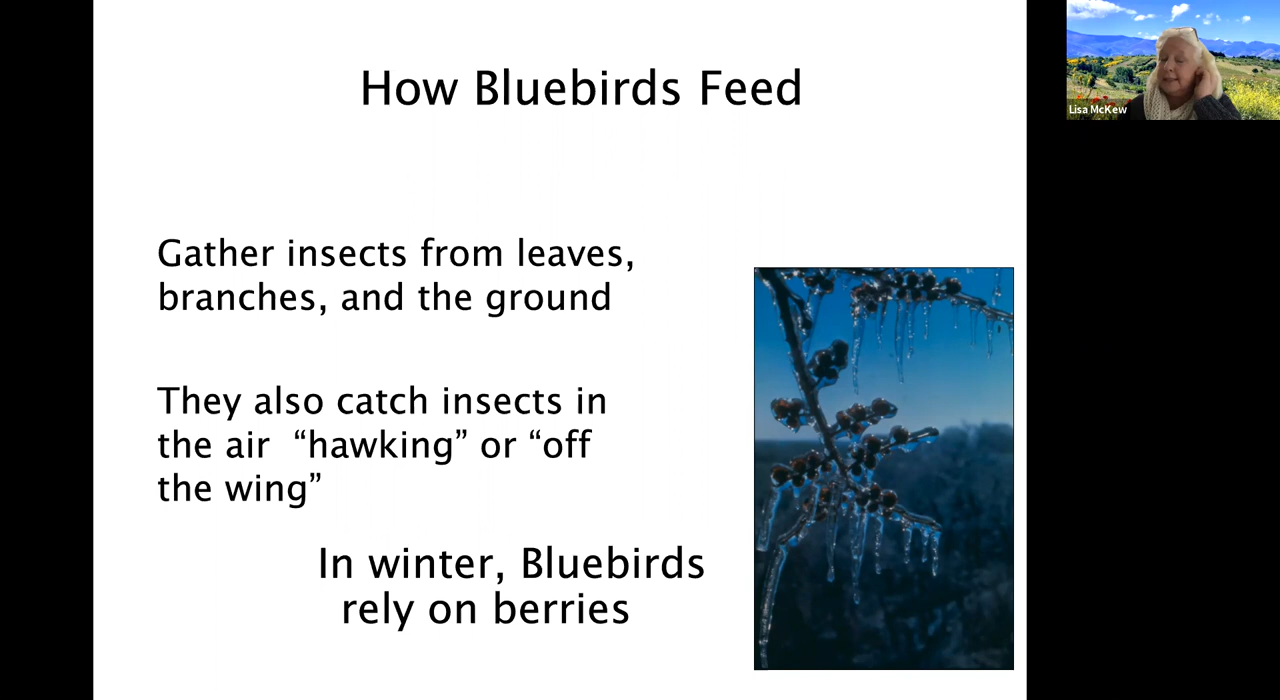 How Bluebirds Feed
Lisa McKew
Gather insects from leaves,
branches, and the ground
They also catch insects in
the air  “hawking” or “off
the wing”
In winter, Bluebirds
rely on berries